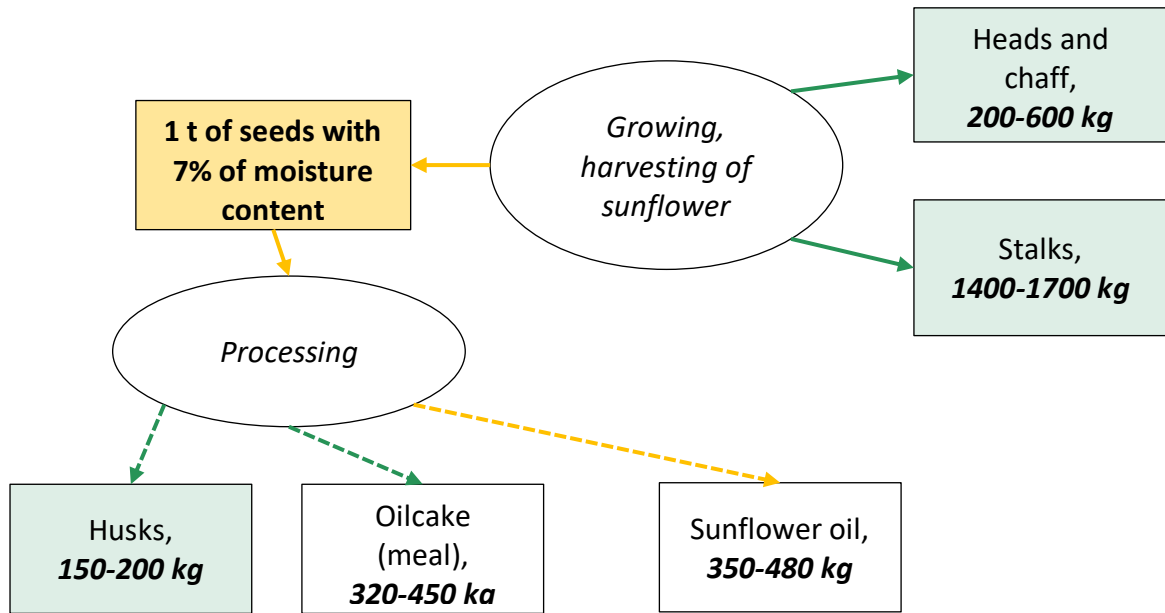 Heads and
chaff,
200-600 kg
Growing,
harvesting of
sunflower
1 t of seeds with
7% of moisture
content
Stalks,
1400-1700 kg
Processing
Husks,
150-200 kg
Oilcake
(meal),
320-450 kg
Sunflower oil,
350-480 kg